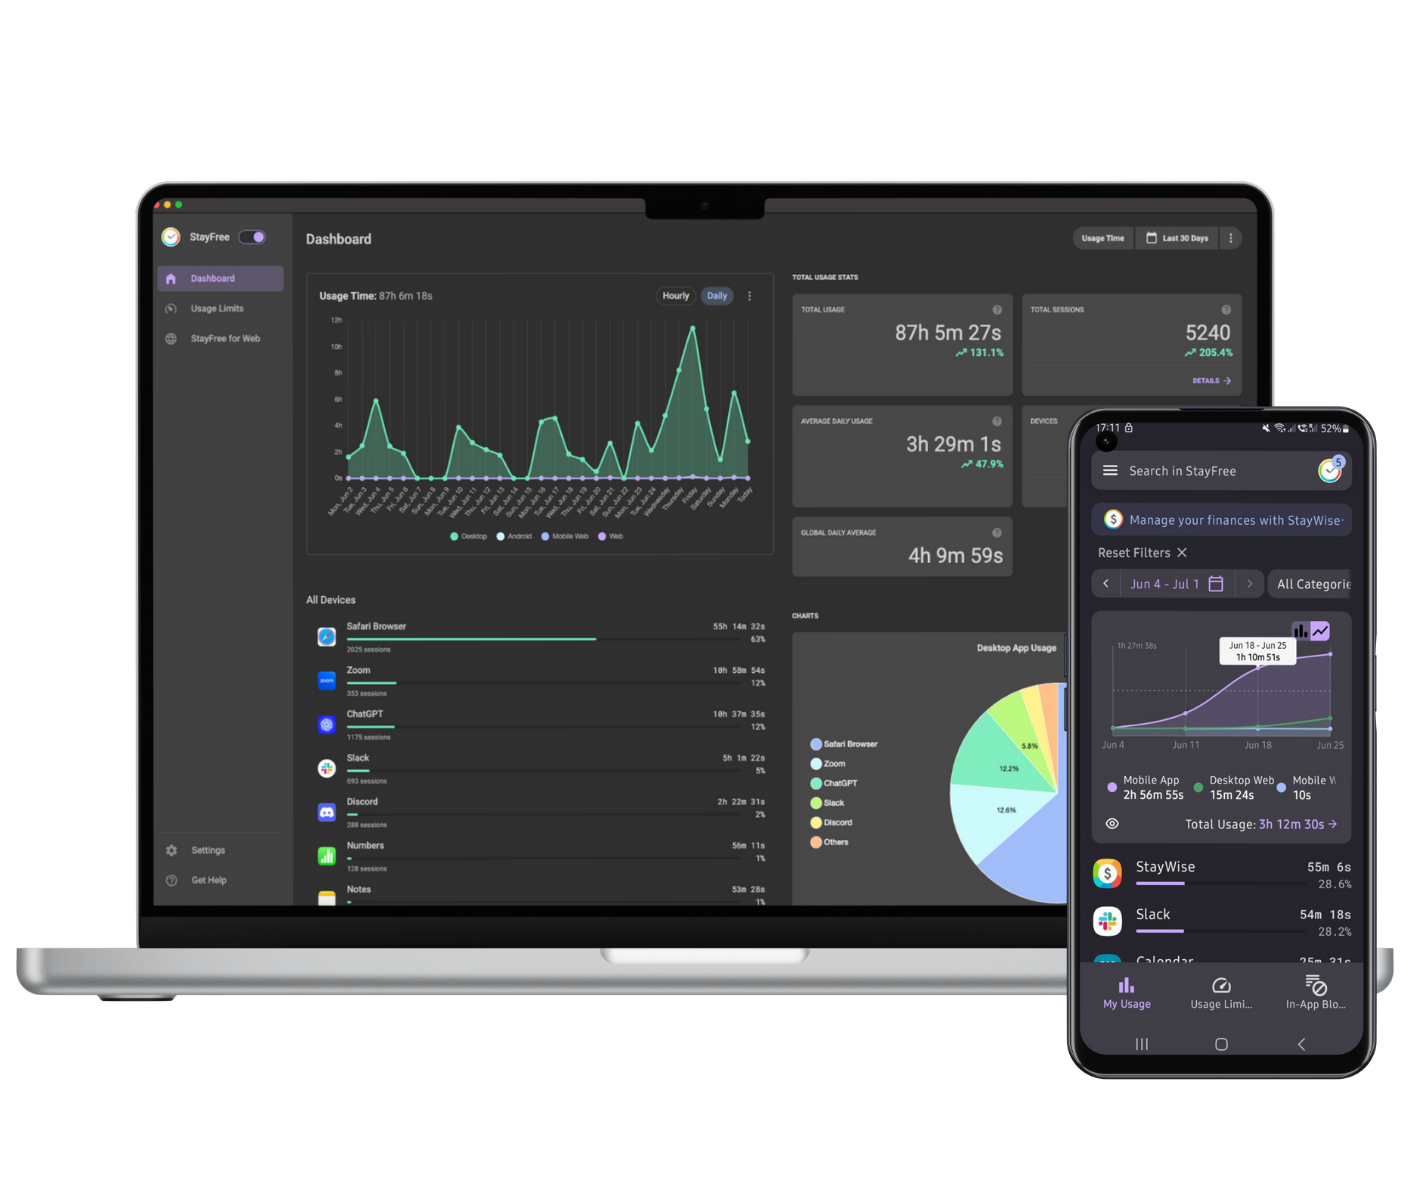 StayFree
Dashboard
Usage Limits
StayFree for Web
Settings
Get Help
Dashboard
Usage Time
Last 30 Days
Usage Time: 87h 6m 18s
Hourly
Daily
12h
10h
8h
6h
4h
2h
0s
Mon, Jun 2
Tue, Jun 3
Wed, Jun 4
Thu, Jun 5
Fri, Jun 6
Sat, Jun 7
Sun, Jun 8
Mon, Jun 9
Tue, Jun 10
Wed, Jun 11
Thu, Jun 12
Fri, Jun 13
Sat, Jun 14
Sun, Jun 15
Mon, Jun 16
Tue, Jun 17
Wed, Jun 18
Thu, Jun 19
Fri, Jun 20
Sat, Jun 21
Sun, Jun 22
Mon, Jun 23
Tue, Jun 24
Wednesday
Thursday
Friday
Saturday
Sunday
Monday
Today
Desktop
Android
Mobile Web
Web
TOTAL USAGE STATS
TOTAL USAGE
87h 5m 27s
131.1%
TOTAL SESSIONS
5240
205.4%
DETAILS
AVERAGE DAILY USAGE
3h 29m 1s
47.9%
DEVICES
GLOBAL DAILY AVERAGE
4h 9m 59s
All Devices
Safari Browser
55h 14m 32s
63%
2025 sessions
zoom
Zoom
10h 58m 54s
12%
353 sessions
ChatGPT
10h 37m 35s
12%
1175 sessions
Slack
5h 1m 22s
5%
693 sessions
Discord
2h 22m 31s
2%
288 sessions
Numbers
56m 11s
1%
128 sessions
Notes
53m 28s
1%
CHARTS
Desktop App Usage
Safari Browser
Zoom
ChatGPT
Slack
Discord
Others
5.8%
12.2%
12.6%
17:11
52%
Search in StayFree
5
Manage your finances with StayWise
Reset Filters
Jun 4 - Jul 1
All Categorie
1h 27m 38s
Jun 18 - Jun 25
1h 10m 51s
Jun 4
Jun 11
Jun 18
Jun 25
Mobile App
2h 56m 55s
Desktop Web
15m 24s
Mobile W
10s
Total Usage: 3h 12m 30s
StayWise
55m 6s
28.6%
Slack
54m 18s
28.2%
Calendar
25m 31s
My Usage
Usage Limi...
In-App Blo...